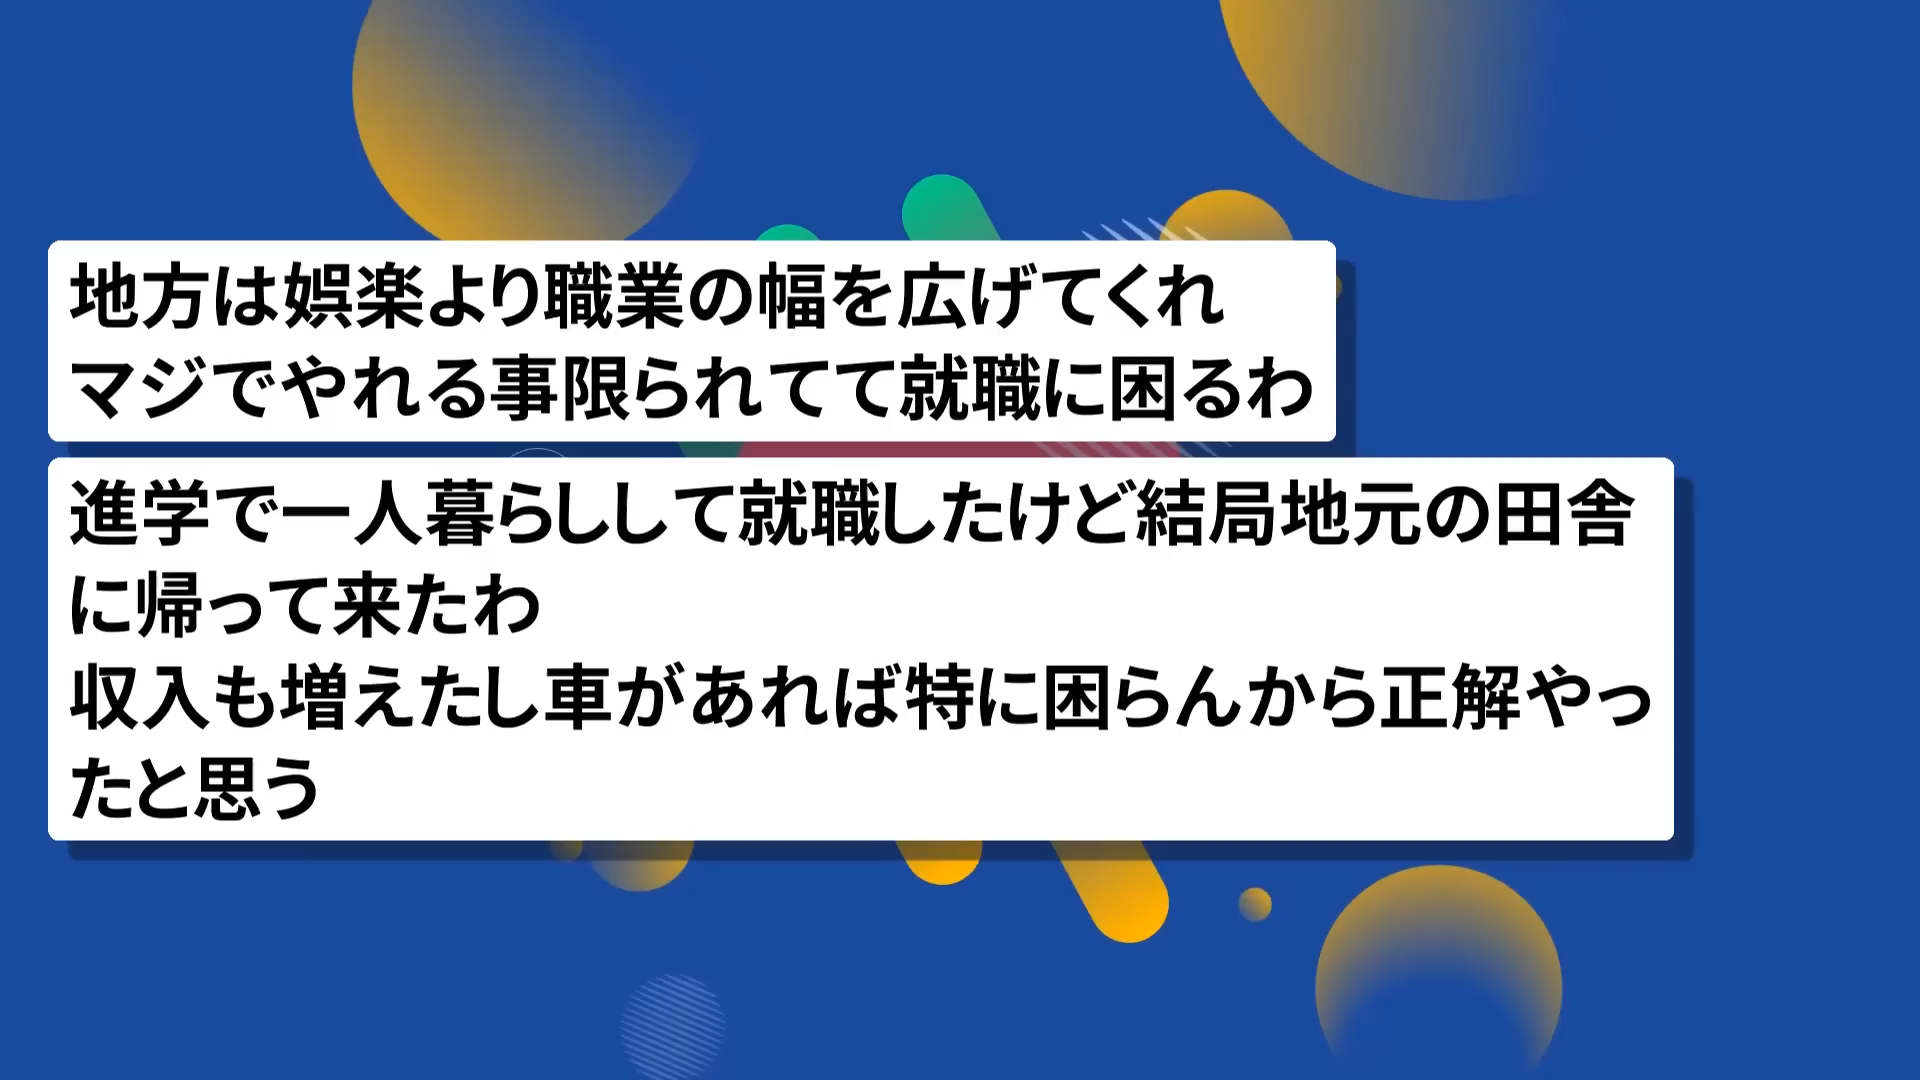 地方は娯楽より職業の幅を広げてくれ
マジでやれる事限られてて就職に困るわ
進学で一人暮らしして就職したけど結局地元の田舎
に帰って来たわ
収入も増えたし車があれば特に困らんから正解やっ
たと思う